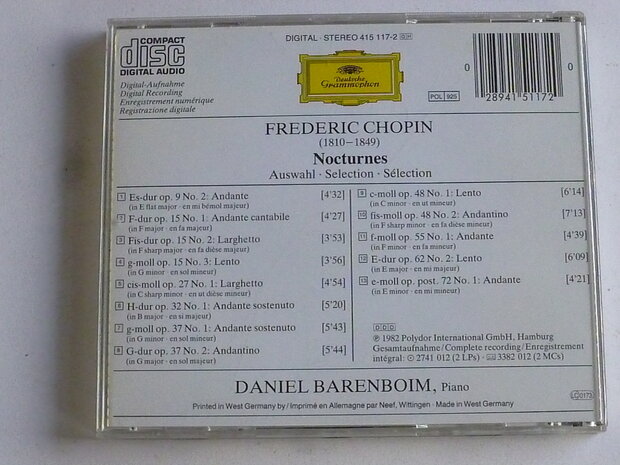 COMPACT
disc
DIGITAL AUDIO
DIGITAL · STEREO 415 117-2 GH
Digital-Aufnahme
Digital Recording
Enregistrement numérique
Registrazione digitale
Deutsche
Grammophon
POL 925
0 28941 51172 0
FREDERIC CHOPIN
(1810–1849)
Nocturnes
Auswahl · Selection · Sélection
1 Es-dur op. 9 No. 2: Andante [4'32]
(in E flat major · en mi bémol majeur)
2 F-dur op. 15 No. 1: Andante cantabile [4'27]
(in F major · en fa majeur)
3 Fis-dur op. 15 No. 2: Larghetto [3'53]
(in F sharp major · en fa dièse majeur)
4 g-moll op. 15 No. 3: Lento [3'56]
(in G minor · en sol mineur)
5 cis-moll op. 27 No. 1: Larghetto [4'54]
(in C sharp minor · en ut dièse mineur)
6 H-dur op. 32 No. 1: Andante sostenuto [5'20]
(in B major · en si majeur)
7 g-moll op. 37 No. 1: Andante sostenuto [5'43]
(in G minor · en sol mineur)
8 G-dur op. 37 No. 2: Andantino [5'44]
(in G major · en sol majeur)
9 c-moll op. 48 No. 1: Lento [6'14]
(in C minor · en ut mineur)
10 fis-moll op. 48 No. 2: Andantino [7'13]
(in F sharp minor · en fa dièse mineur)
11 f-moll op. 55 No. 1: Andante [4'39]
(in F minor · en fa mineur)
12 E-dur op. 62 No. 2: Lento [6'09]
(in E major · en mi majeur)
13 e-moll op. post. 72 No. 1: Andante [4'21]
(in E minor · en mi mineur)
DDD
℗ 1982 Polydor International GmbH, Hamburg
Gesamtaufnahme/Complete recording/Enregistrement
intégral: 2741 012 (2 LPs) · 3382 012 (2 MCs)
DANIEL BARENBOIM, Piano
Printed in West Germany by/Imprimé en Allemagne par Neef, Wittingen · Made in West Germany
LC 0173